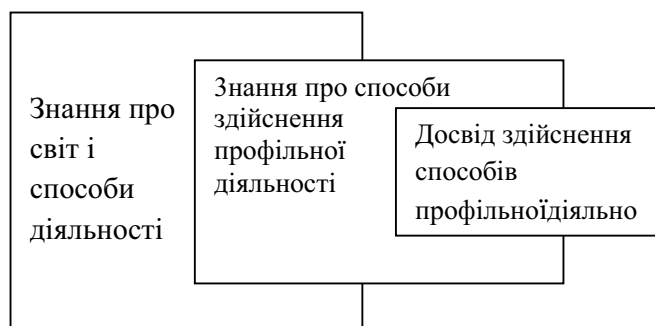 Знання про
світ і
способи
діяльності
Знання про способи
здійснення
профільної
діяльності
Досвід здійснення
способів
профільноїдіяльно